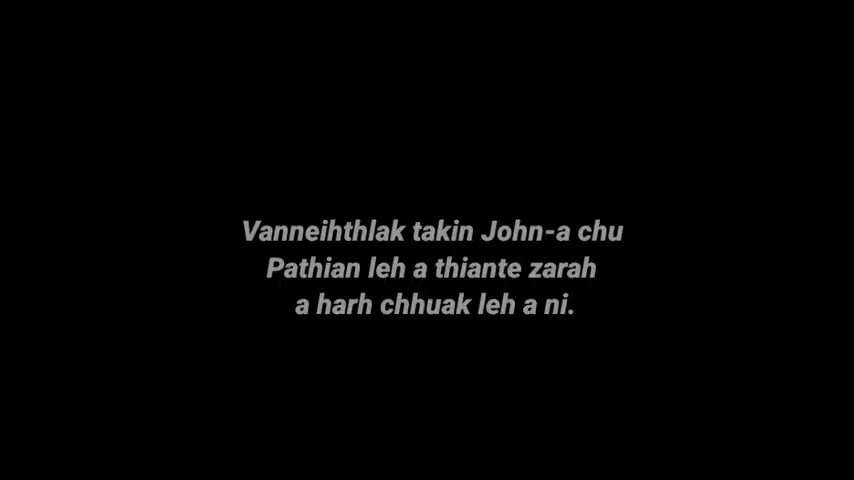 Vanneihthlak takin John-a chu
Pathian leh a thiante zarah
a harh chhuak leh a ni.